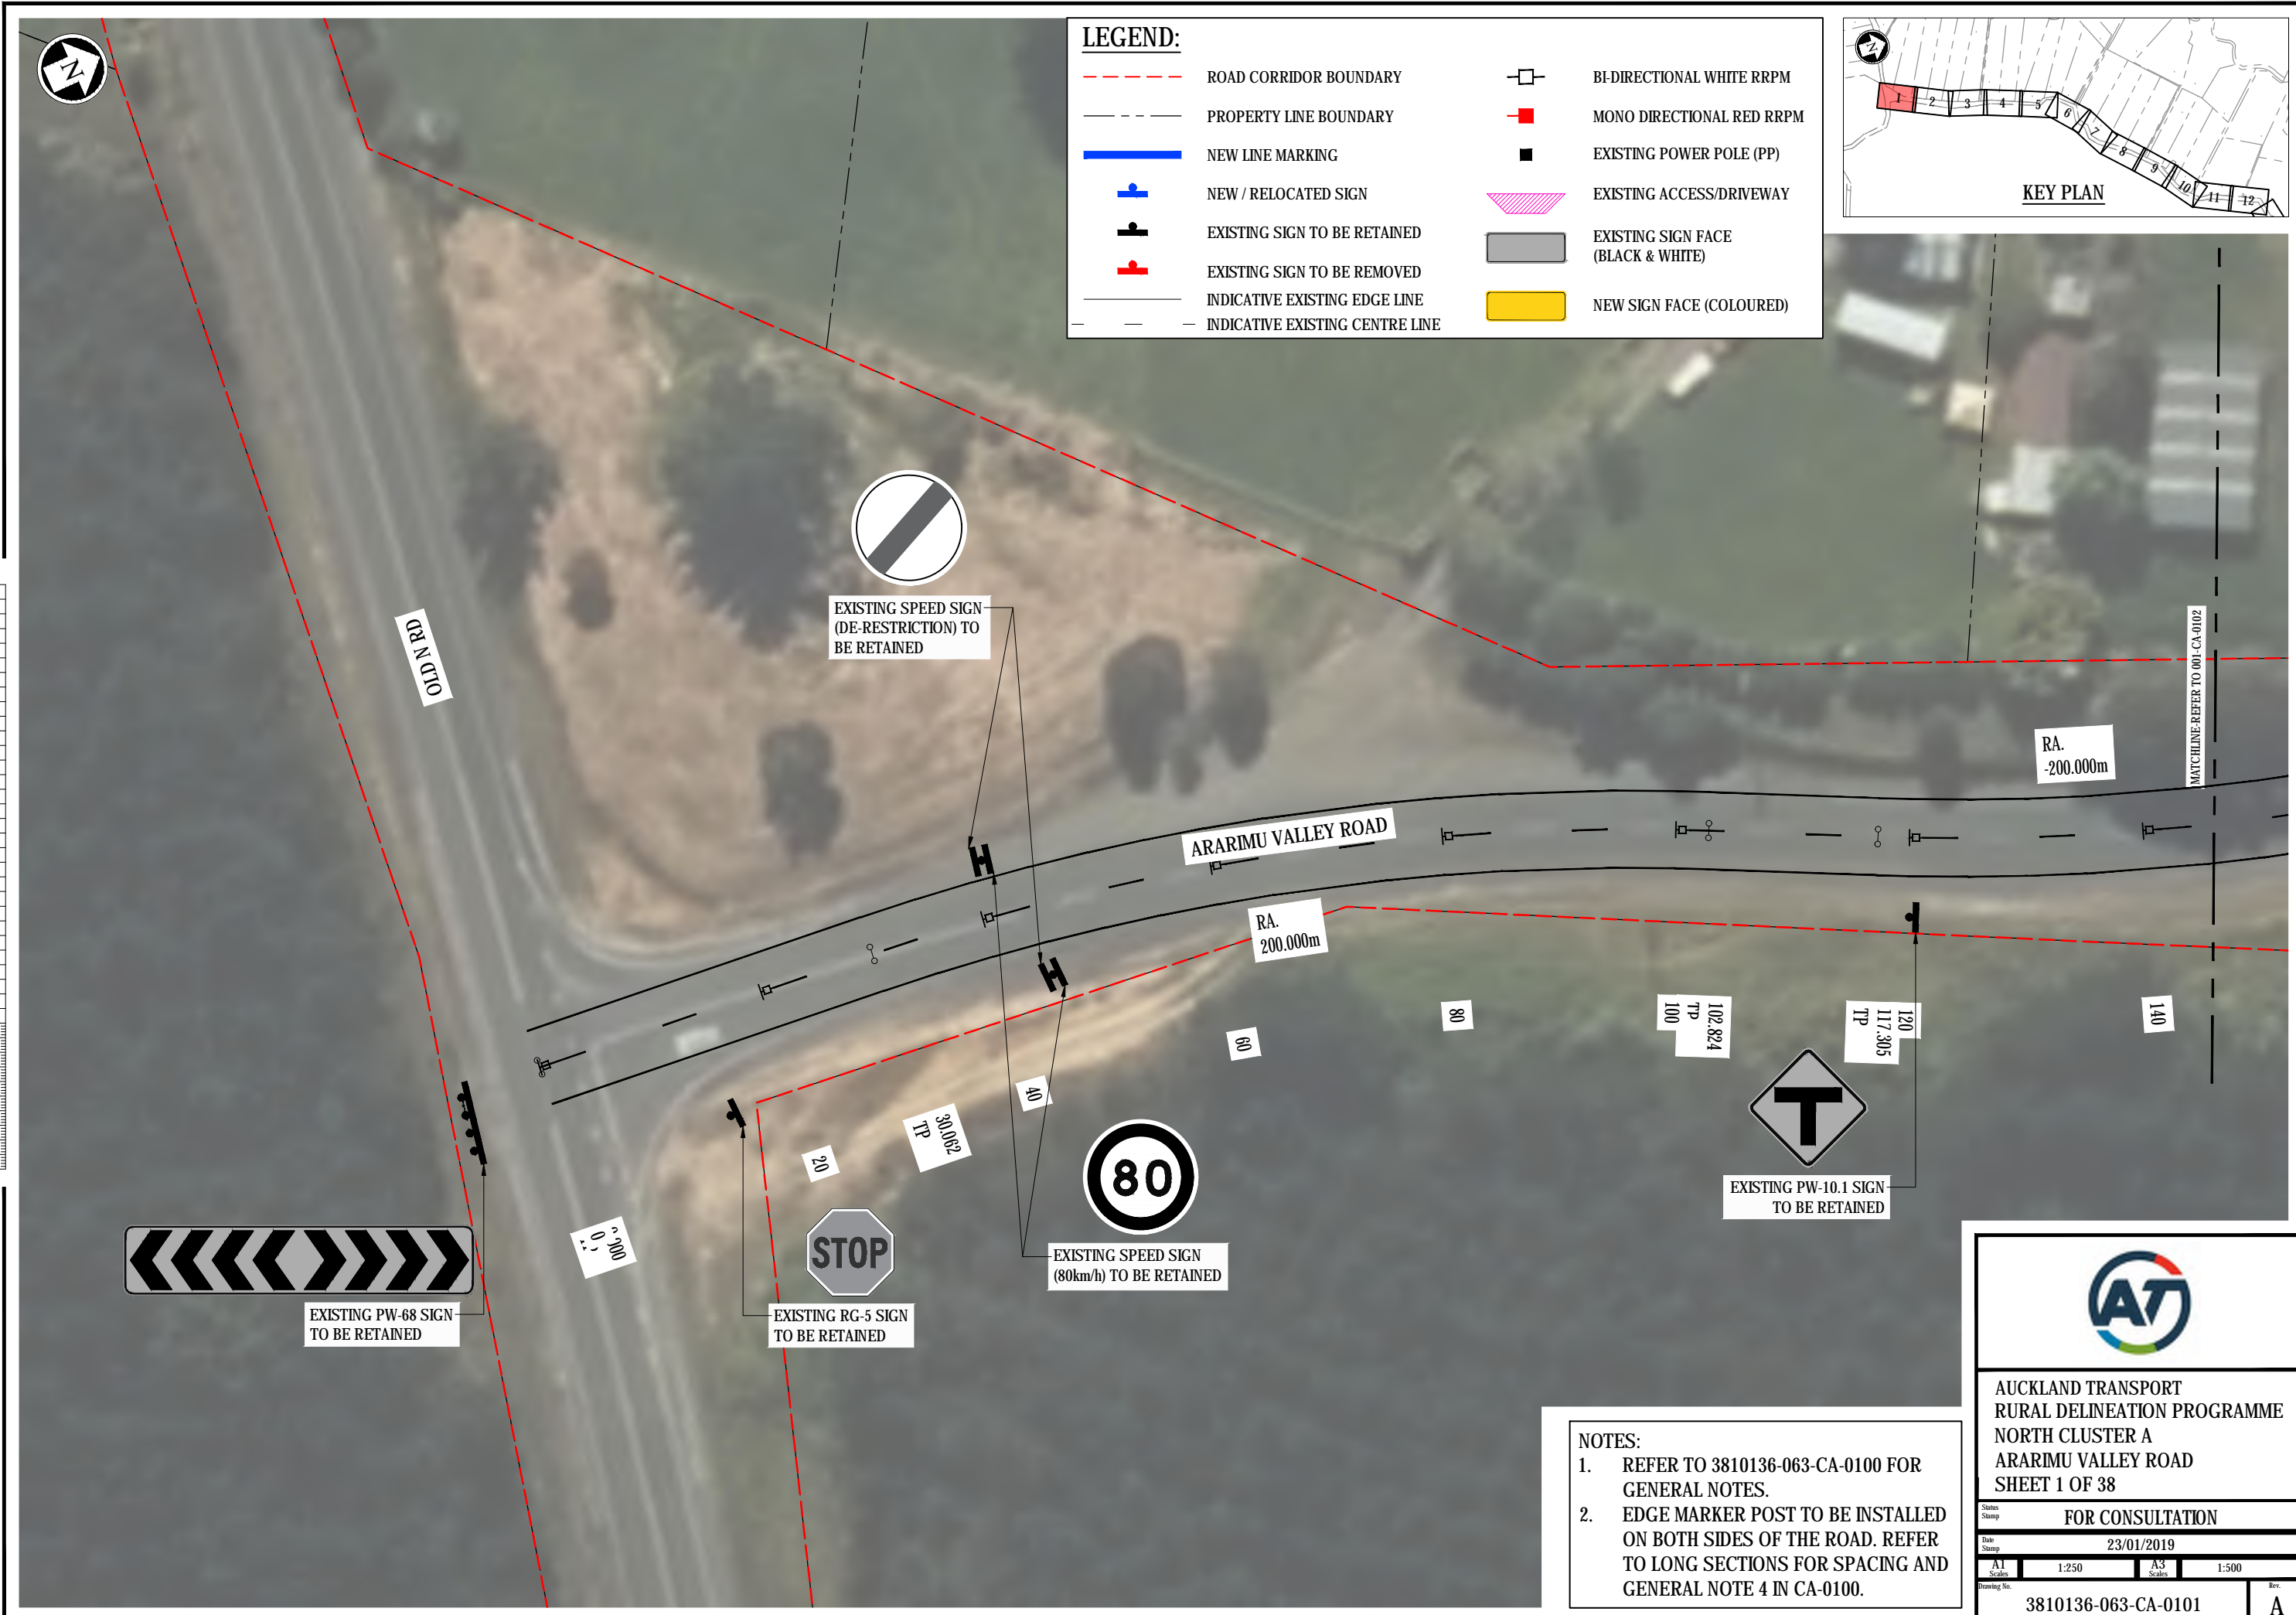 N
LEGEND:
ROAD CORRIDOR BOUNDARY
PROPERTY LINE BOUNDARY
NEW LINE MARKING
NEW / RELOCATED SIGN
EXISTING SIGN TO BE RETAINED
EXISTING SIGN TO BE REMOVED
INDICATIVE EXISTING EDGE LINE
INDICATIVE EXISTING CENTRE LINE
BI-DIRECTIONAL WHITE RRPM
MONO DIRECTIONAL RED RRPM
EXISTING POWER POLE (PP)
EXISTING ACCESS/DRIVEWAY
EXISTING SIGN FACE
(BLACK & WHITE)
NEW SIGN FACE (COLOURED)
N
1 2 3 4 5 6 7 8 9 10 11 12
KEY PLAN
OLD N RD
EXISTING SPEED SIGN
(DE-RESTRICTION) TO
BE RETAINED
ARARIMU VALLEY ROAD
RA.
-200.000m
MATCHLINE-REFER TO 001-CA-0102
RA.
200.000m
20
30.062
TP
40
60
80
102.824
TP
100
120
117.305
TP
140
80
EXISTING SPEED SIGN
(80km/h) TO BE RETAINED
STOP
EXISTING RG-5 SIGN
TO BE RETAINED
EXISTING PW-68 SIGN
TO BE RETAINED
EXISTING PW-10.1 SIGN
TO BE RETAINED
NOTES:
1. REFER TO 3810136-063-CA-0100 FOR
GENERAL NOTES.
2. EDGE MARKER POST TO BE INSTALLED
ON BOTH SIDES OF THE ROAD. REFER
TO LONG SECTIONS FOR SPACING AND
GENERAL NOTE 4 IN CA-0100.
AT
AUCKLAND TRANSPORT
RURAL DELINEATION PROGRAMME
NORTH CLUSTER A
ARARIMU VALLEY ROAD
SHEET 1 OF 38
Status
Stamp
FOR CONSULTATION
Date
Stamp
23/01/2019
A1
Scales
1:250
A3
Scales
1:500
Drawing No.
3810136-063-CA-0101
Rev.
A